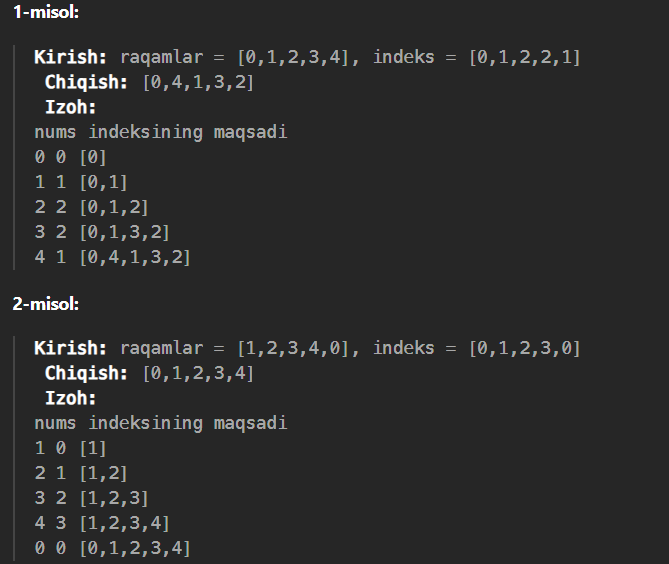 1-misol:
Kirish: raqamlar = [0,1,2,3,4], indeks = [0,1,2,2,1]
Chiqish: [0,4,1,3,2]
Izoh:
nums indeksining maqsadi
0 0 [0]
1 1 [0,1]
2 2 [0,1,2]
3 2 [0,1,3,2]
4 1 [0,4,1,3,2]
2-misol:
Kirish: raqamlar = [1,2,3,4,0], indeks = [0,1,2,3,0]
Chiqish: [0,1,2,3,4]
Izoh:
nums indeksining maqsadi
1 0 [1]
2 1 [1,2]
3 2 [1,2,3]
4 3 [1,2,3,4]
0 0 [0,1,2,3,4]